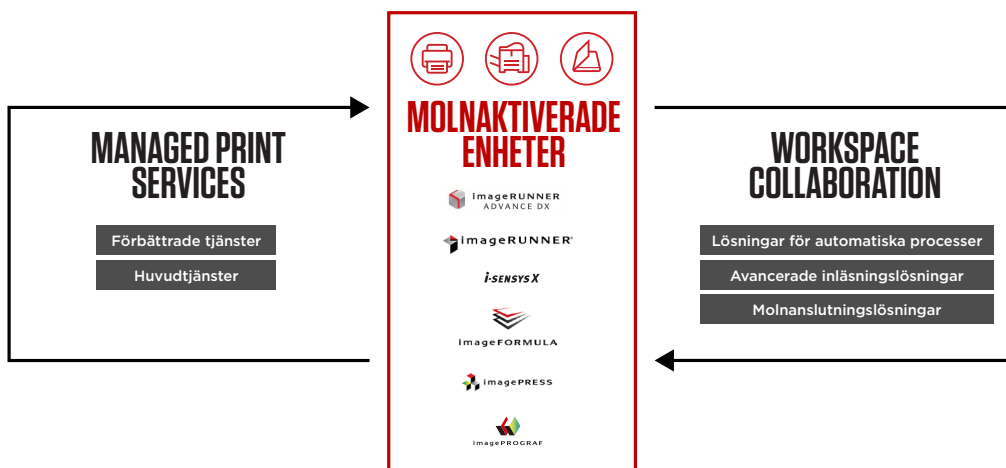 MANAGED PRINT
SERVICES
Förbättrade tjänster
Huvudtjänster
MOLNAKTIVERADE
ENHETER
imageRUNNER
ADVANCE DX
imageRUNNER®
i-SENSYS X
imageFORMULA
imagePRESS
imagePROGRAF
WORKSPACE
COLLABORATION
Lösningar för automatiska processer
Avancerade inläsningslösningar
Molnanslutningslösningar